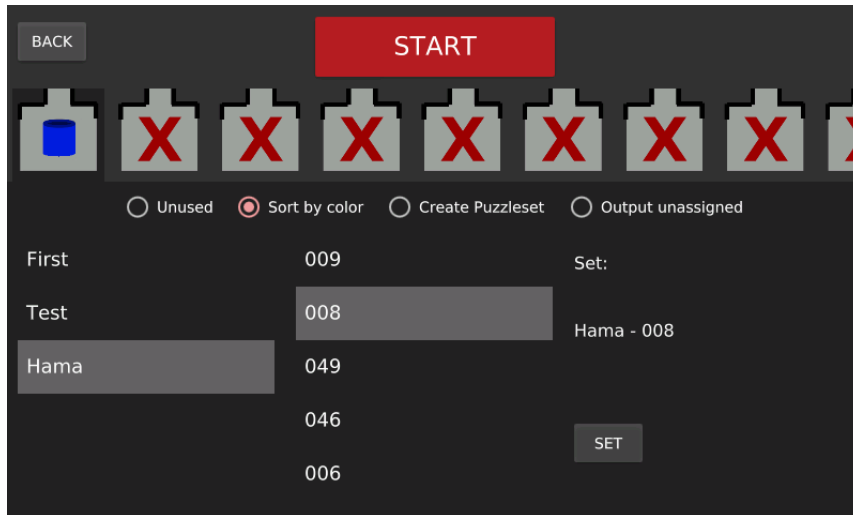 BACK
START
X X X X X X X X
Unused Sort by color Create Puzzleset Output unassigned
First 009 Set:
Test 008
Hama - 008
Hama 049
046
SET
006